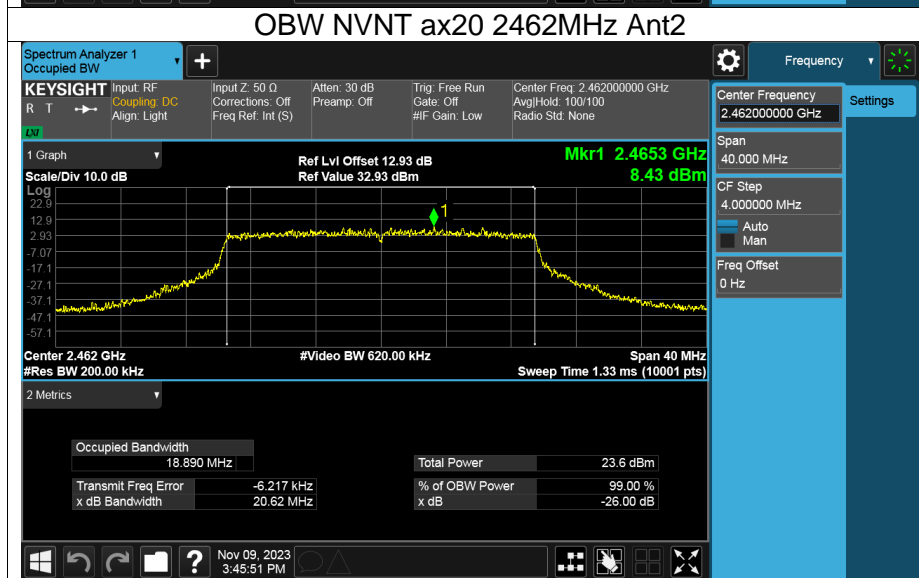 OBW NVNT ax20 2462MHz Ant2
Spectrum Analyzer 1
Occupied BW
+
Frequency
KEYSIGHT
R T
LXI
Input: RF
Coupling: DC
Align: Light
Input Z: 50 Ω
Corrections: Off
Freq Ref: Int (S)
Atten: 30 dB
Preamp: Off
Trig: Free Run
Gate: Off
#IF Gain: Low
Center Freq: 2.462000000 GHz
Avg|Hold: 100/100
Radio Std: None
Center Frequency
2.462000000 GHz
Settings
Span
40.000 MHz
CF Step
4.000000 MHz
Auto
Man
Freq Offset
0 Hz
1 Graph
Scale/Div 10.0 dB
Ref Lvl Offset 12.93 dB
Ref Value 32.93 dBm
Mkr1 2.4653 GHz
8.43 dBm
Log
22.9
12.9
2.93
-7.07
-17.1
-27.1
-37.1
-47.1
-57.1
1
Center 2.462 GHz
#Res BW 200.00 kHz
#Video BW 620.00 kHz
Span 40 MHz
Sweep Time 1.33 ms (10001 pts)
2 Metrics
Occupied Bandwidth
18.890 MHz
Total Power 23.6 dBm
Transmit Freq Error -6.217 kHz
% of OBW Power 99.00 %
x dB Bandwidth 20.62 MHz
x dB -26.00 dB
?
Nov 09, 2023
3:45:51 PM